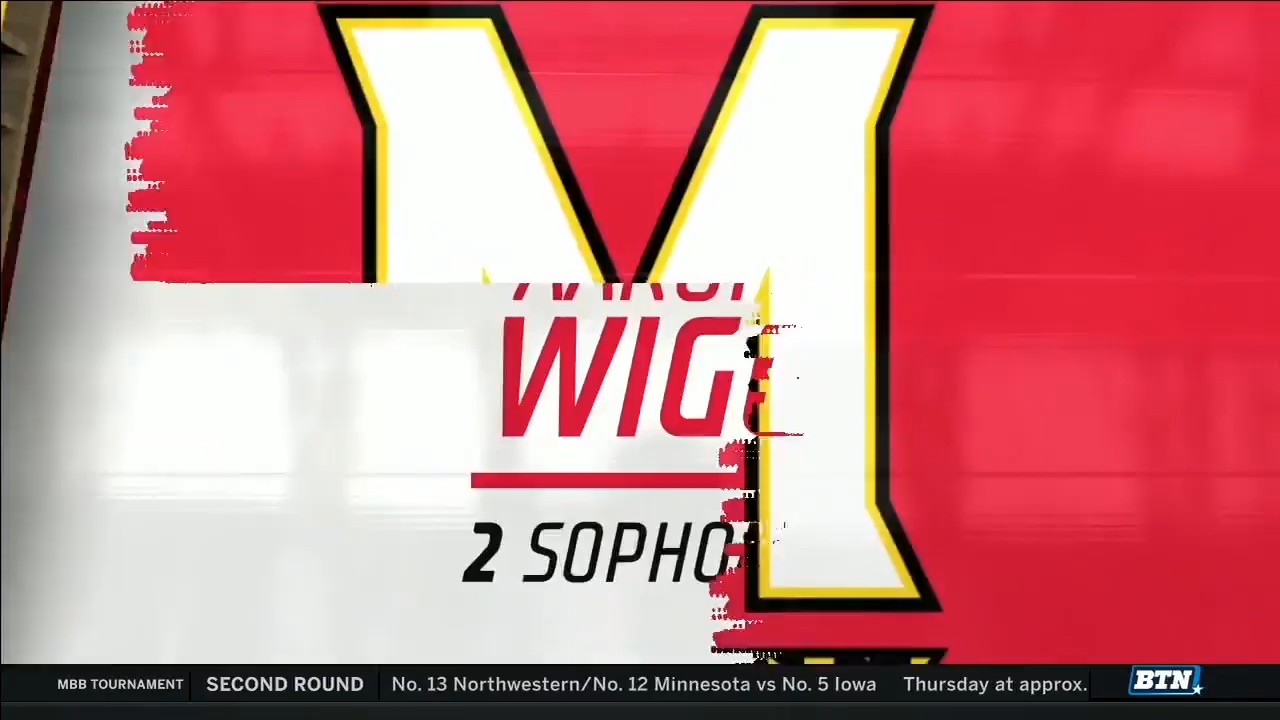 M
WIG
2 SOPHO
MBB TOURNAMENT SECOND ROUND No. 13 Northwestern/No. 12 Minnesota vs No. 5 Iowa Thursday at approx. BTN